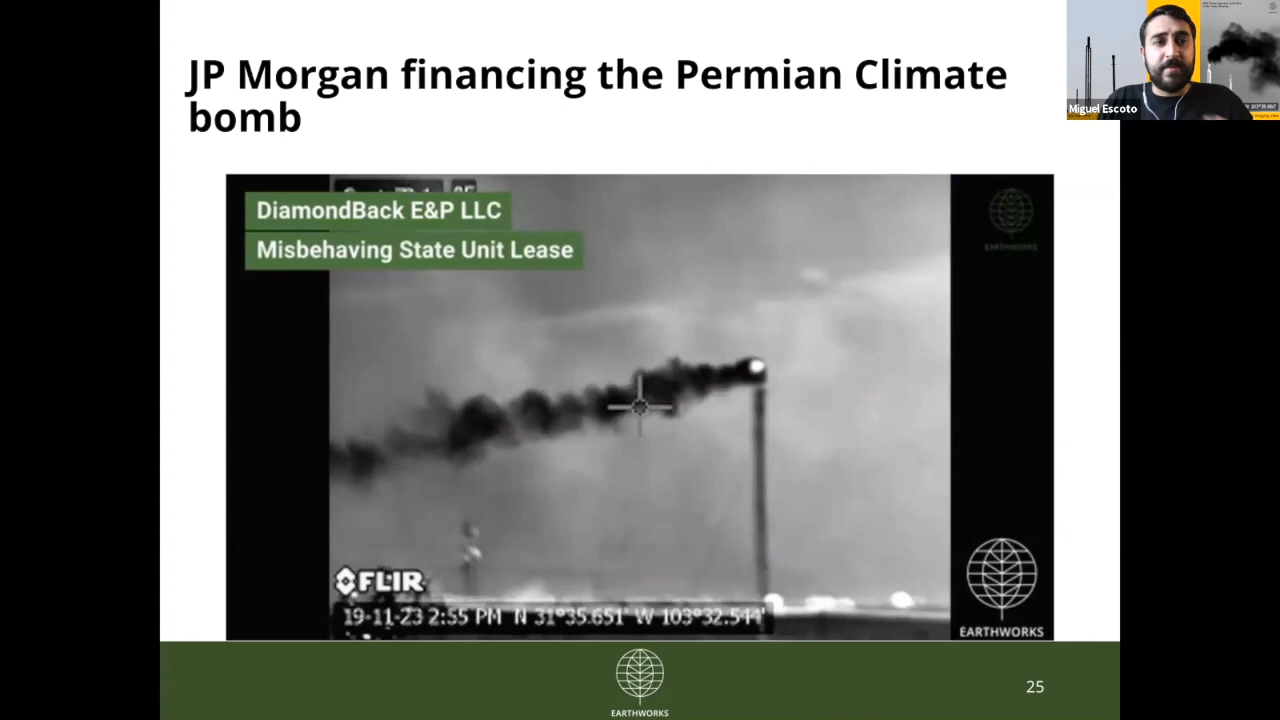 JP Morgan financing the Permian Climate
bomb
Miguel Escoto
DiamondBack E&P LLC
Misbehaving State Unit Lease
EARTHWORKS
FLIR
19-11-23 2:55 PM N 31°35.651' W 103°32.544'
EARTHWORKS
EARTHWORKS
25